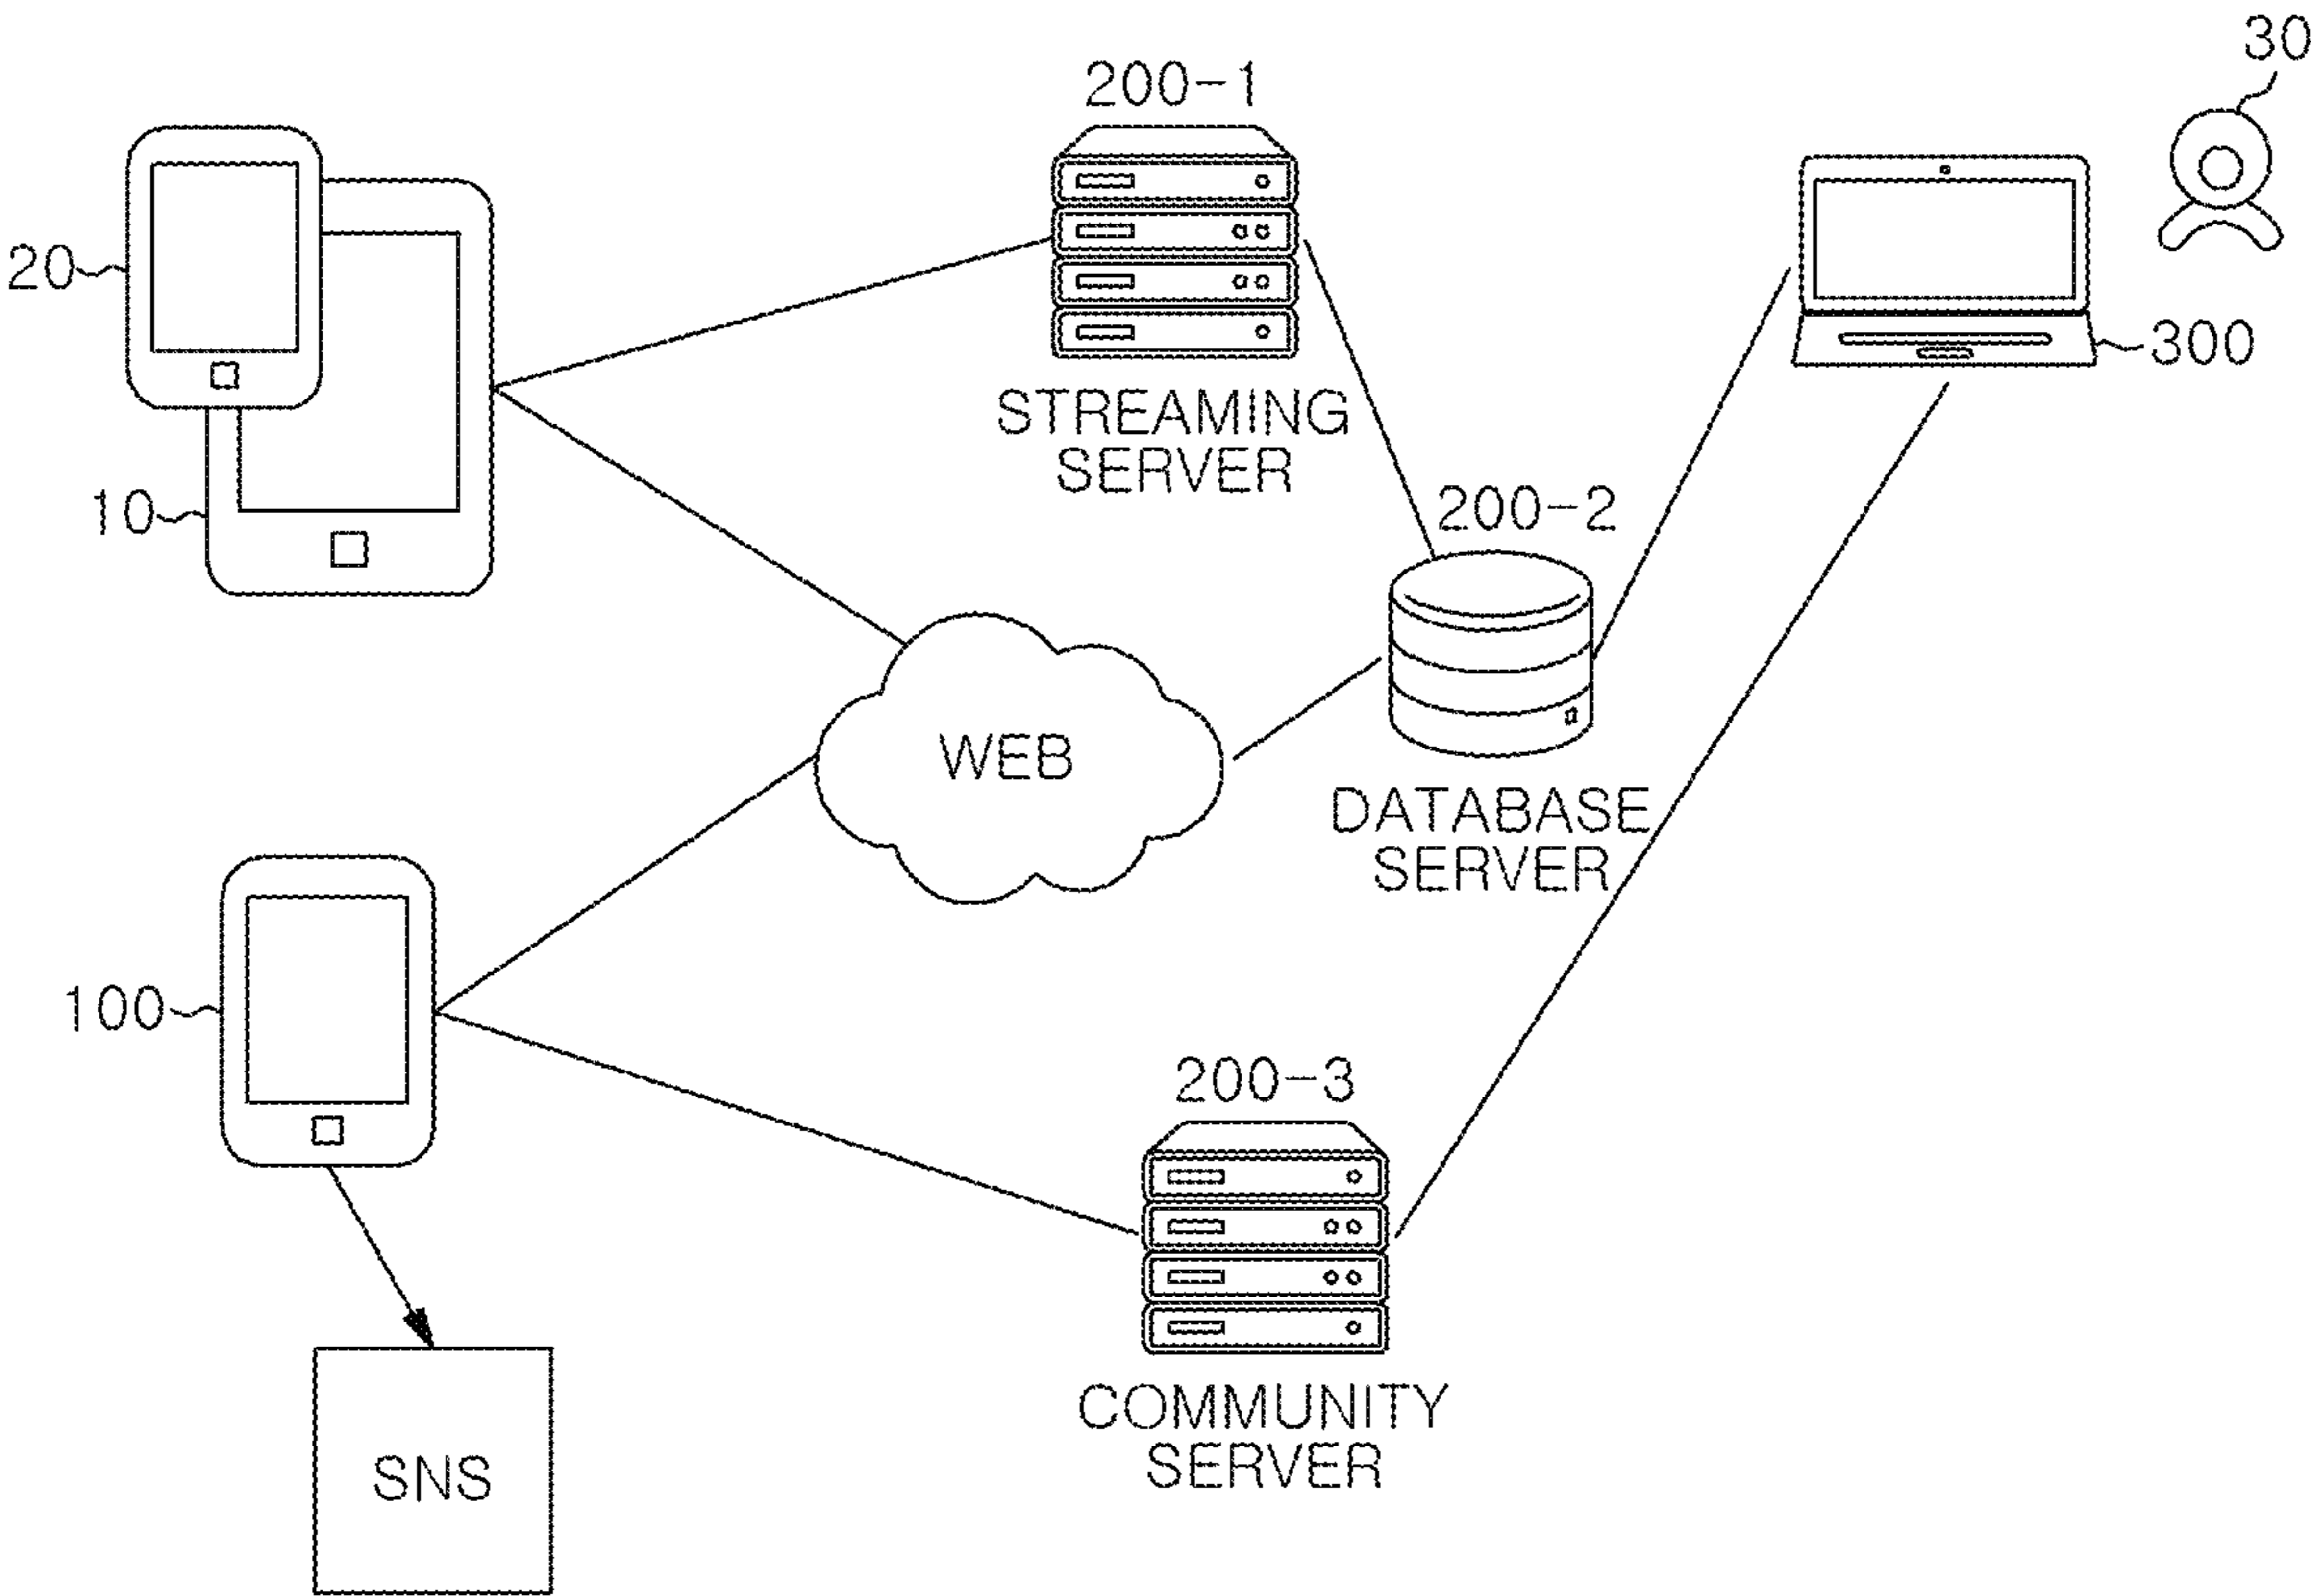 30
200-1
20
300
STREAMING
SERVER
10
200-2
WEB
DATABASE
SERVER
100
200-3
COMMUNITY
SERVER
SNS